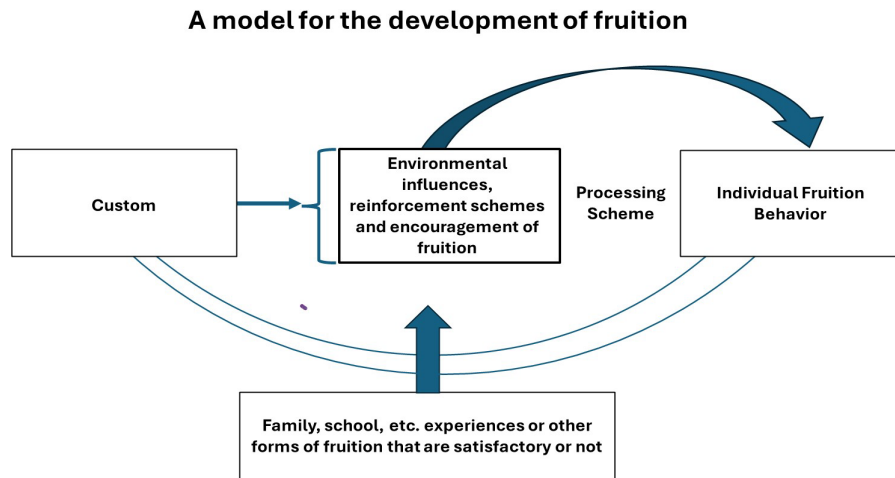 A model for the development of fruition
Custom
Environmental
influences,
reinforcement schemes
and encouragement of
fruition
Processing
Scheme
Individual Fruition
Behavior
Family, school, etc. experiences or other
forms of fruition that are satisfactory or not